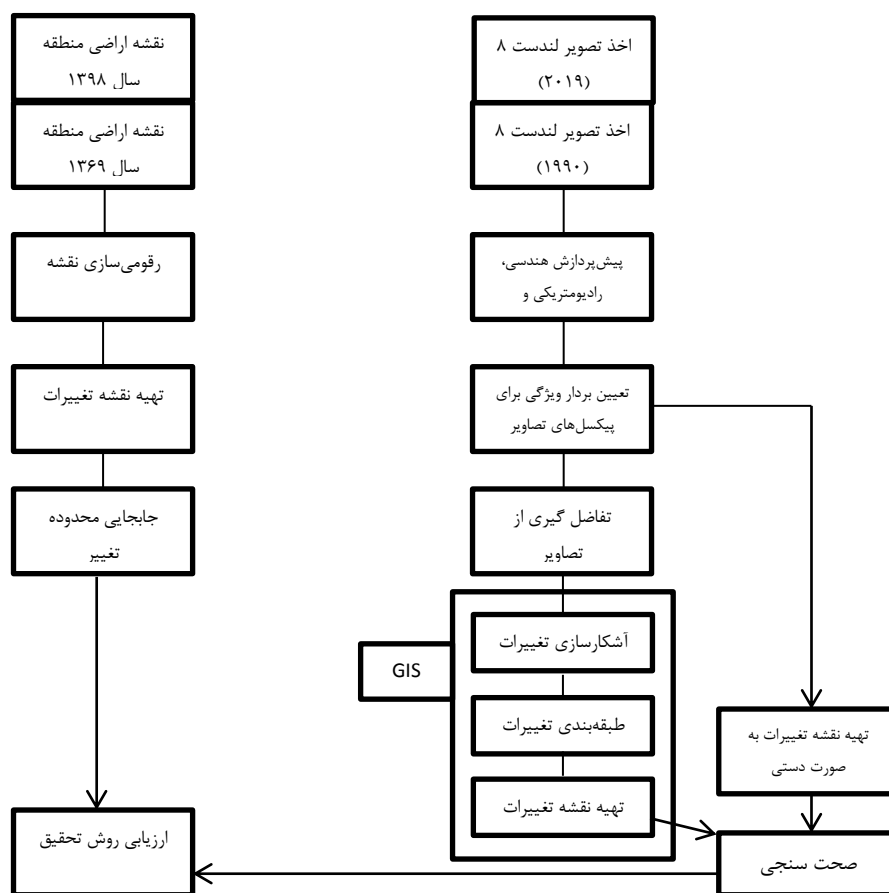 نقشه اراضی منطقه
سال ۱۳۹۸
نقشه اراضی منطقه
سال ۱۳۶۹
رقومی‌سازی نقشه
تهیه نقشه تغییرات
جابجایی محدوده
تغییر
ارزیابی روش تحقیق
اخذ تصویر لندست ۸
(۲۰۱۹)
اخذ تصویر لندست ۸
(۱۹۹۰)
پیش‌پردازش هندسی،
رادیومتریکی و
تعیین بردار ویژگی برای
پیکسل‌های تصاویر
تفاضل گیری از
تصاویر
GIS
آشکارسازی تغییرات
طبقه‌بندی تغییرات
تهیه نقشه تغییرات
تهیه نقشه تغییرات به
صورت دستی
صحت سنجی